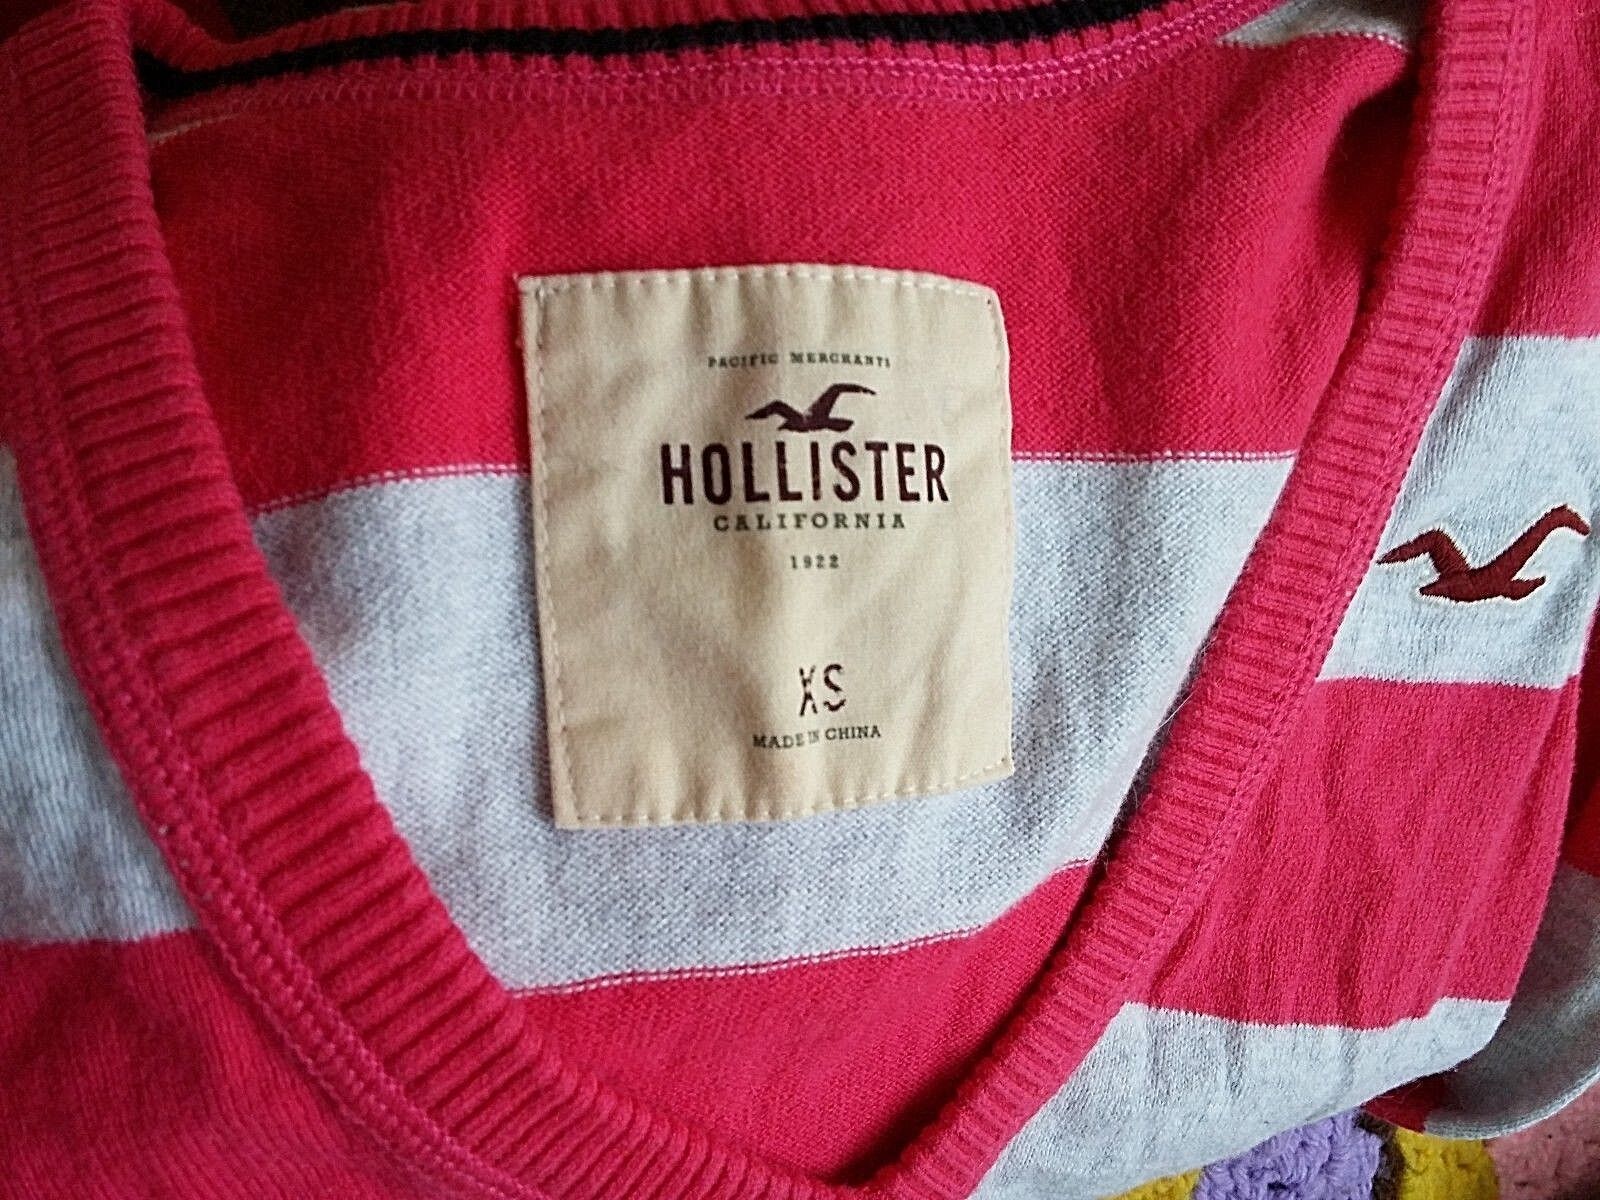 PACIFIC MERCHANTS
HOLLISTER
CALIFORNIA
1922
XS
MADE IN CHINA